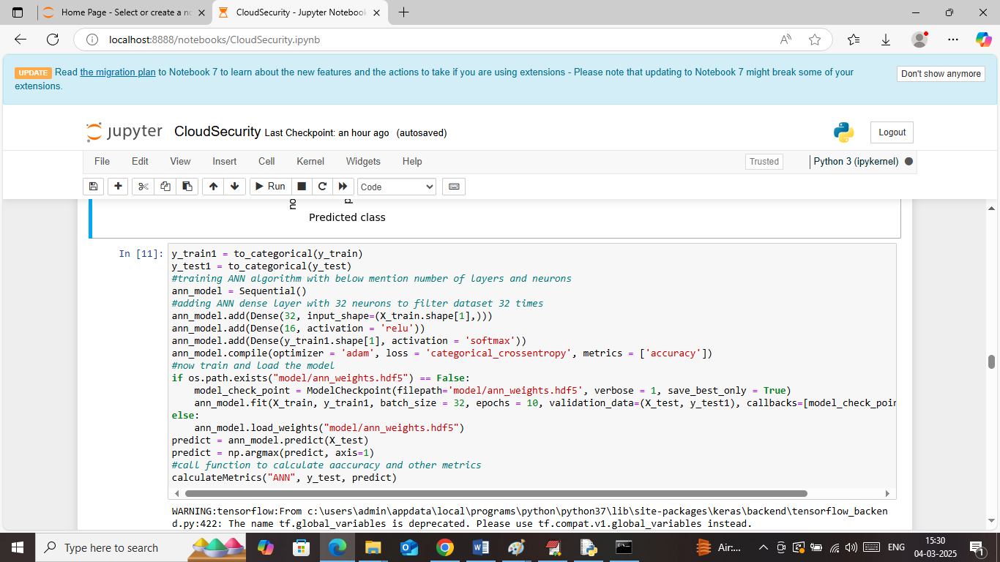 Home Page - Select or create a n
CloudSecurity - Jupyter Notebook
localhost:8888/notebooks/CloudSecurity.ipynb
UPDATE Read the migration plan to Notebook 7 to learn about the new features and the actions to take if you are using extensions - Please note that updating to Notebook 7 might break some of your
extensions.
Don't show anymore
jupyter CloudSecurity Last Checkpoint: an hour ago (autosaved)
Logout
File Edit View Insert Cell Kernel Widgets Help
Trusted
Python 3 (ipykernel)
Run
Code
no
p
Predicted class
In [11]:
y_train1 = to_categorical(y_train)
y_test1 = to_categorical(y_test)
#training ANN algorithm with below mention number of layers and neurons
ann_model = Sequential()
#adding ANN dense layer with 32 neurons to filter dataset 32 times
ann_model.add(Dense(32, input_shape=(X_train.shape[1],)))
ann_model.add(Dense(16, activation = 'relu'))
ann_model.add(Dense(y_train1.shape[1], activation = 'softmax'))
ann_model.compile(optimizer = 'adam', loss = 'categorical_crossentropy', metrics = ['accuracy'])
#now train and load the model
if os.path.exists("model/ann_weights.hdf5") == False:
    model_check_point = ModelCheckpoint(filepath='model/ann_weights.hdf5', verbose = 1, save_best_only = True)
    ann_model.fit(X_train, y_train1, batch_size = 32, epochs = 10, validation_data=(X_test, y_test1), callbacks=[model_check_poin
else:
    ann_model.load_weights("model/ann_weights.hdf5")
predict = ann_model.predict(X_test)
predict = np.argmax(predict, axis=1)
#call function to calculate aaccuracy and other metrics
calculateMetrics("ANN", y_test, predict)
WARNING:tensorflow:From c:\users\admin\appdata\local\programs\python\python37\lib\site-packages\keras\backend\tensorflow_backen
d.py:422: The name tf.global_variables is deprecated. Please use tf.compat.v1.global_variables instead.
Type here to search
Air:...
ENG
15:30
04-03-2025
1